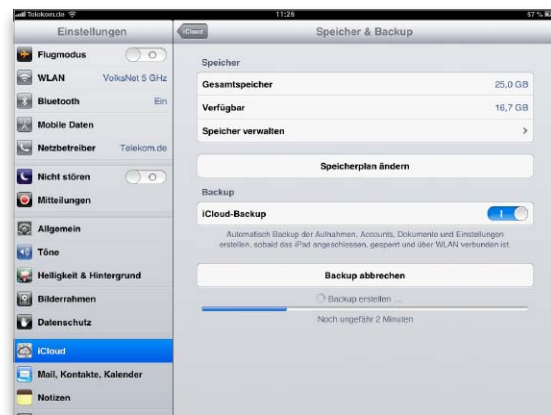 Telekom.de
11:26
57 %
Einstellungen
iCloud
Speicher & Backup
Flugmodus
WLAN
VolksNet 5 GHz
Bluetooth
Ein
Mobile Daten
Netzbetreiber
Telekom.de
Nicht stören
Mitteilungen
Allgemein
Töne
Helligkeit & Hintergrund
Bilderrahmen
Datenschutz
iCloud
Mail, Kontakte, Kalender
Notizen
Speicher
Gesamtspeicher
25,0 GB
Verfügbar
16,7 GB
Speicher verwalten
Speicherplan ändern
Backup
iCloud-Backup
Automatisch Backup der Aufnahmen, Accounts, Dokumente und Einstellungen
erstellen, sobald das iPad angeschlossen, gesperrt und über WLAN verbunden ist.
Backup abbrechen
Backup erstellen ...
Noch ungefähr 2 Minuten